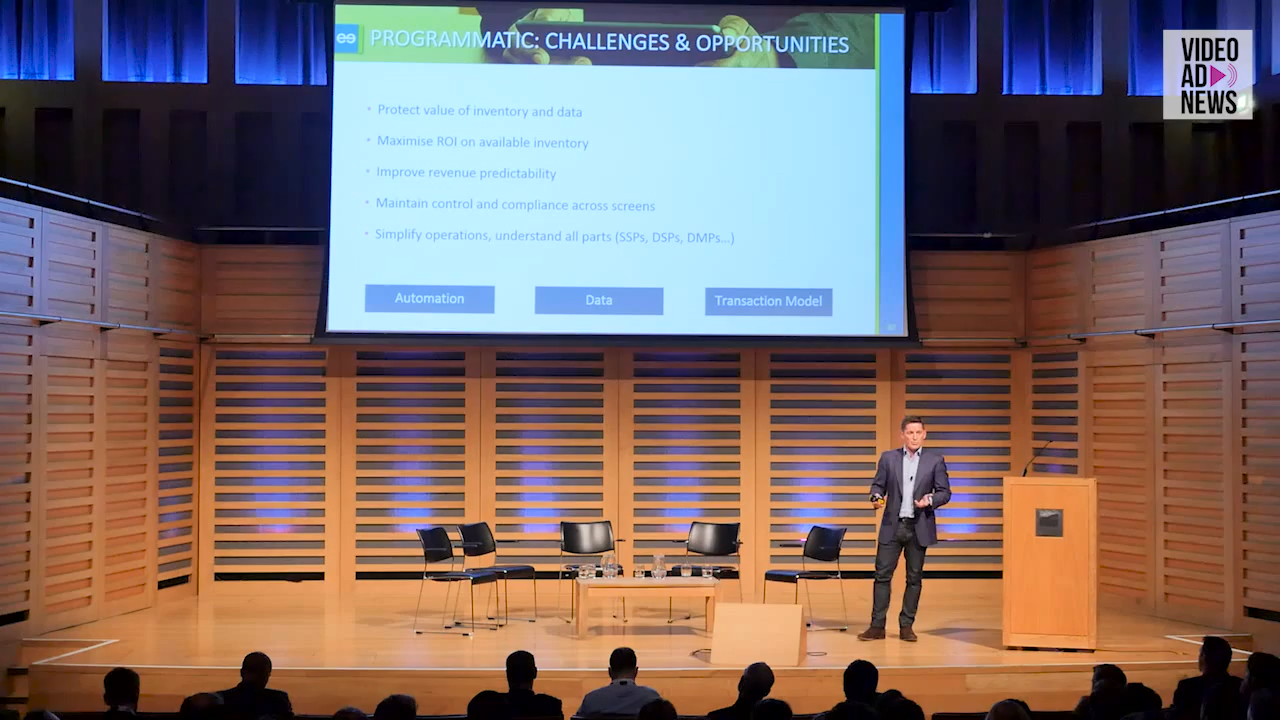 PROGRAMMATIC: CHALLENGES & OPPORTUNITIES
• Protect value of inventory and data
• Maximise ROI on available inventory
• Improve revenue predictability
• Maintain control and compliance across screens
• Simplify operations, understand all parts (SSPs, DSPs, DMPs...)
Automation
Data
Transaction Model
VIDEO
AD
NEWS